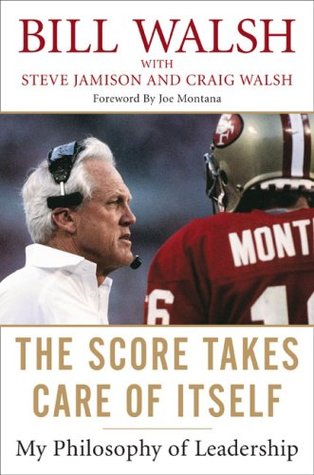 BILL WALSH
WITH
STEVE JAMISON AND CRAIG WALSH
Foreword By Joe Montana
MONT
16
THE SCORE TAKES
CARE OF ITSELF
My Philosophy of Leadership